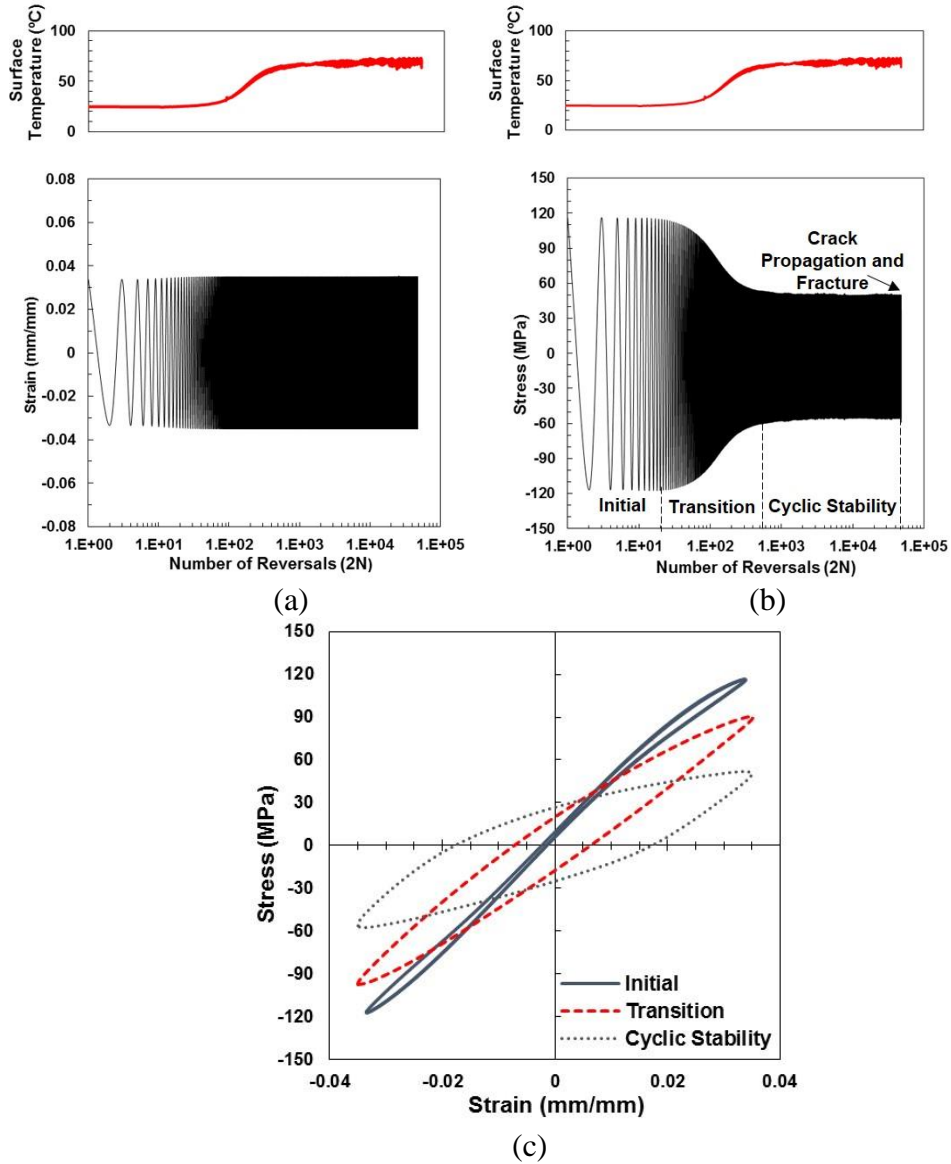 Surface
Temperature (ºC)
100
50
0
Strain (mm/mm)
0.08
0.06
0.04
0.02
0
-0.02
-0.04
-0.06
-0.08
1.E+00 1.E+01 1.E+02 1.E+03 1.E+04 1.E+05
Number of Reversals (2N)
(a)
Surface
Temperature (ºC)
100
50
0
Stress (MPa)
150
120
90
60
30
0
-30
-60
-90
-120
-150
Crack
Propagation and
Fracture
Initial Transition Cyclic Stability
1.E+00 1.E+01 1.E+02 1.E+03 1.E+04 1.E+05
Number of Reversals (2N)
(b)
Stress (MPa)
150
120
90
60
30
0
-30
-60
-90
-120
-150
Initial
Transition
Cyclic Stability
-0.04 -0.02 0 0.02 0.04
Strain (mm/mm)
(c)